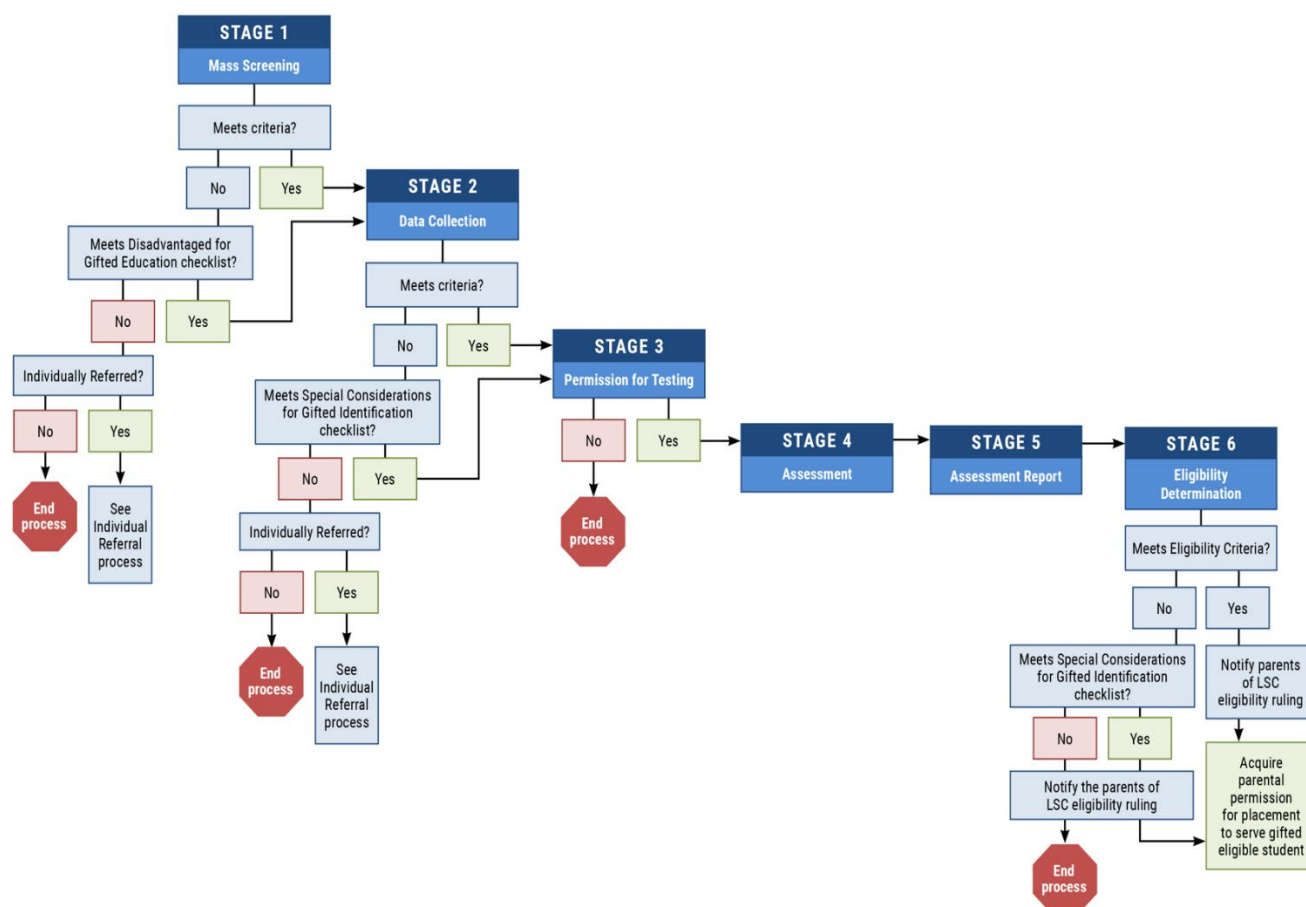 STAGE 1
Mass Screening
Meets criteria?
No
Yes
Meets Disadvantaged for
Gifted Education checklist?
No
Yes
Individually Referred?
No
Yes
End
process
See
Individual
Referral
process
STAGE 2
Data Collection
Meets criteria?
No
Yes
Meets Special Considerations
for Gifted Identification
checklist?
No
Yes
Individually Referred?
No
Yes
End
process
See
Individual
Referral
process
STAGE 3
Permission for Testing
No
Yes
End
process
STAGE 4
Assessment
STAGE 5
Assessment Report
STAGE 6
Eligibility
Determination
Meets Eligibility Criteria?
No
Yes
Meets Special Considerations
for Gifted Identification
checklist?
No
Yes
Notify the parents of
LSC eligibility ruling
End
process
Notify parents
of LSC
eligibility ruling
Acquire
parental
permission
for placement
to serve gifted
eligible student